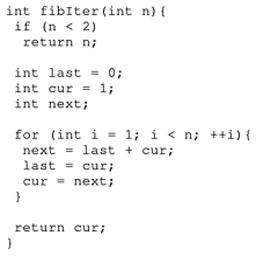 int fibIter(int n){
 if (n < 2)
  return n;

 int last = 0;
 int cur = 1;
 int next;

 for (int i = 1; i < n; ++i){
  next = last + cur;
  last = cur;
  cur = next;
 }

 return cur;
}